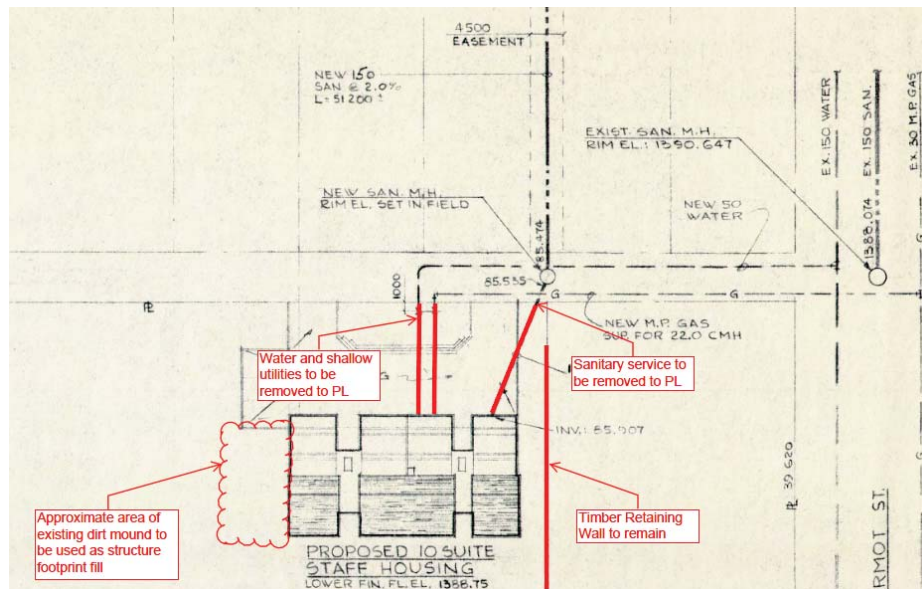 4500
EASEMENT
NEW 150
SAN @ 2.0%
L=51200 ±
EXIST. SAN. M.H.
RIM EL.: 1390.647
EX. 150 WATER
1388.074 EX. 150 SAN.
EX. 30 M.P. GAS
NEW SAN. M.H.
RIM EL. SET IN FIELD
NEW 50
WATER
85.474
1000
85.535
G
G
G
PL
NEW M.P. GAS
SUP. FOR 22.0 CMH
Water and shallow
utilities to be
removed to PL
G
Sanitary service to
be removed to PL
INV.: 85.907
PL 39.620
Approximate area of
existing dirt mound to
be used as structure
footprint fill
Timber Retaining
Wall to remain
PROPOSED 10 SUITE
STAFF HOUSING
LOWER FIN. FL. EL. 1388.75
RMOT ST.
G